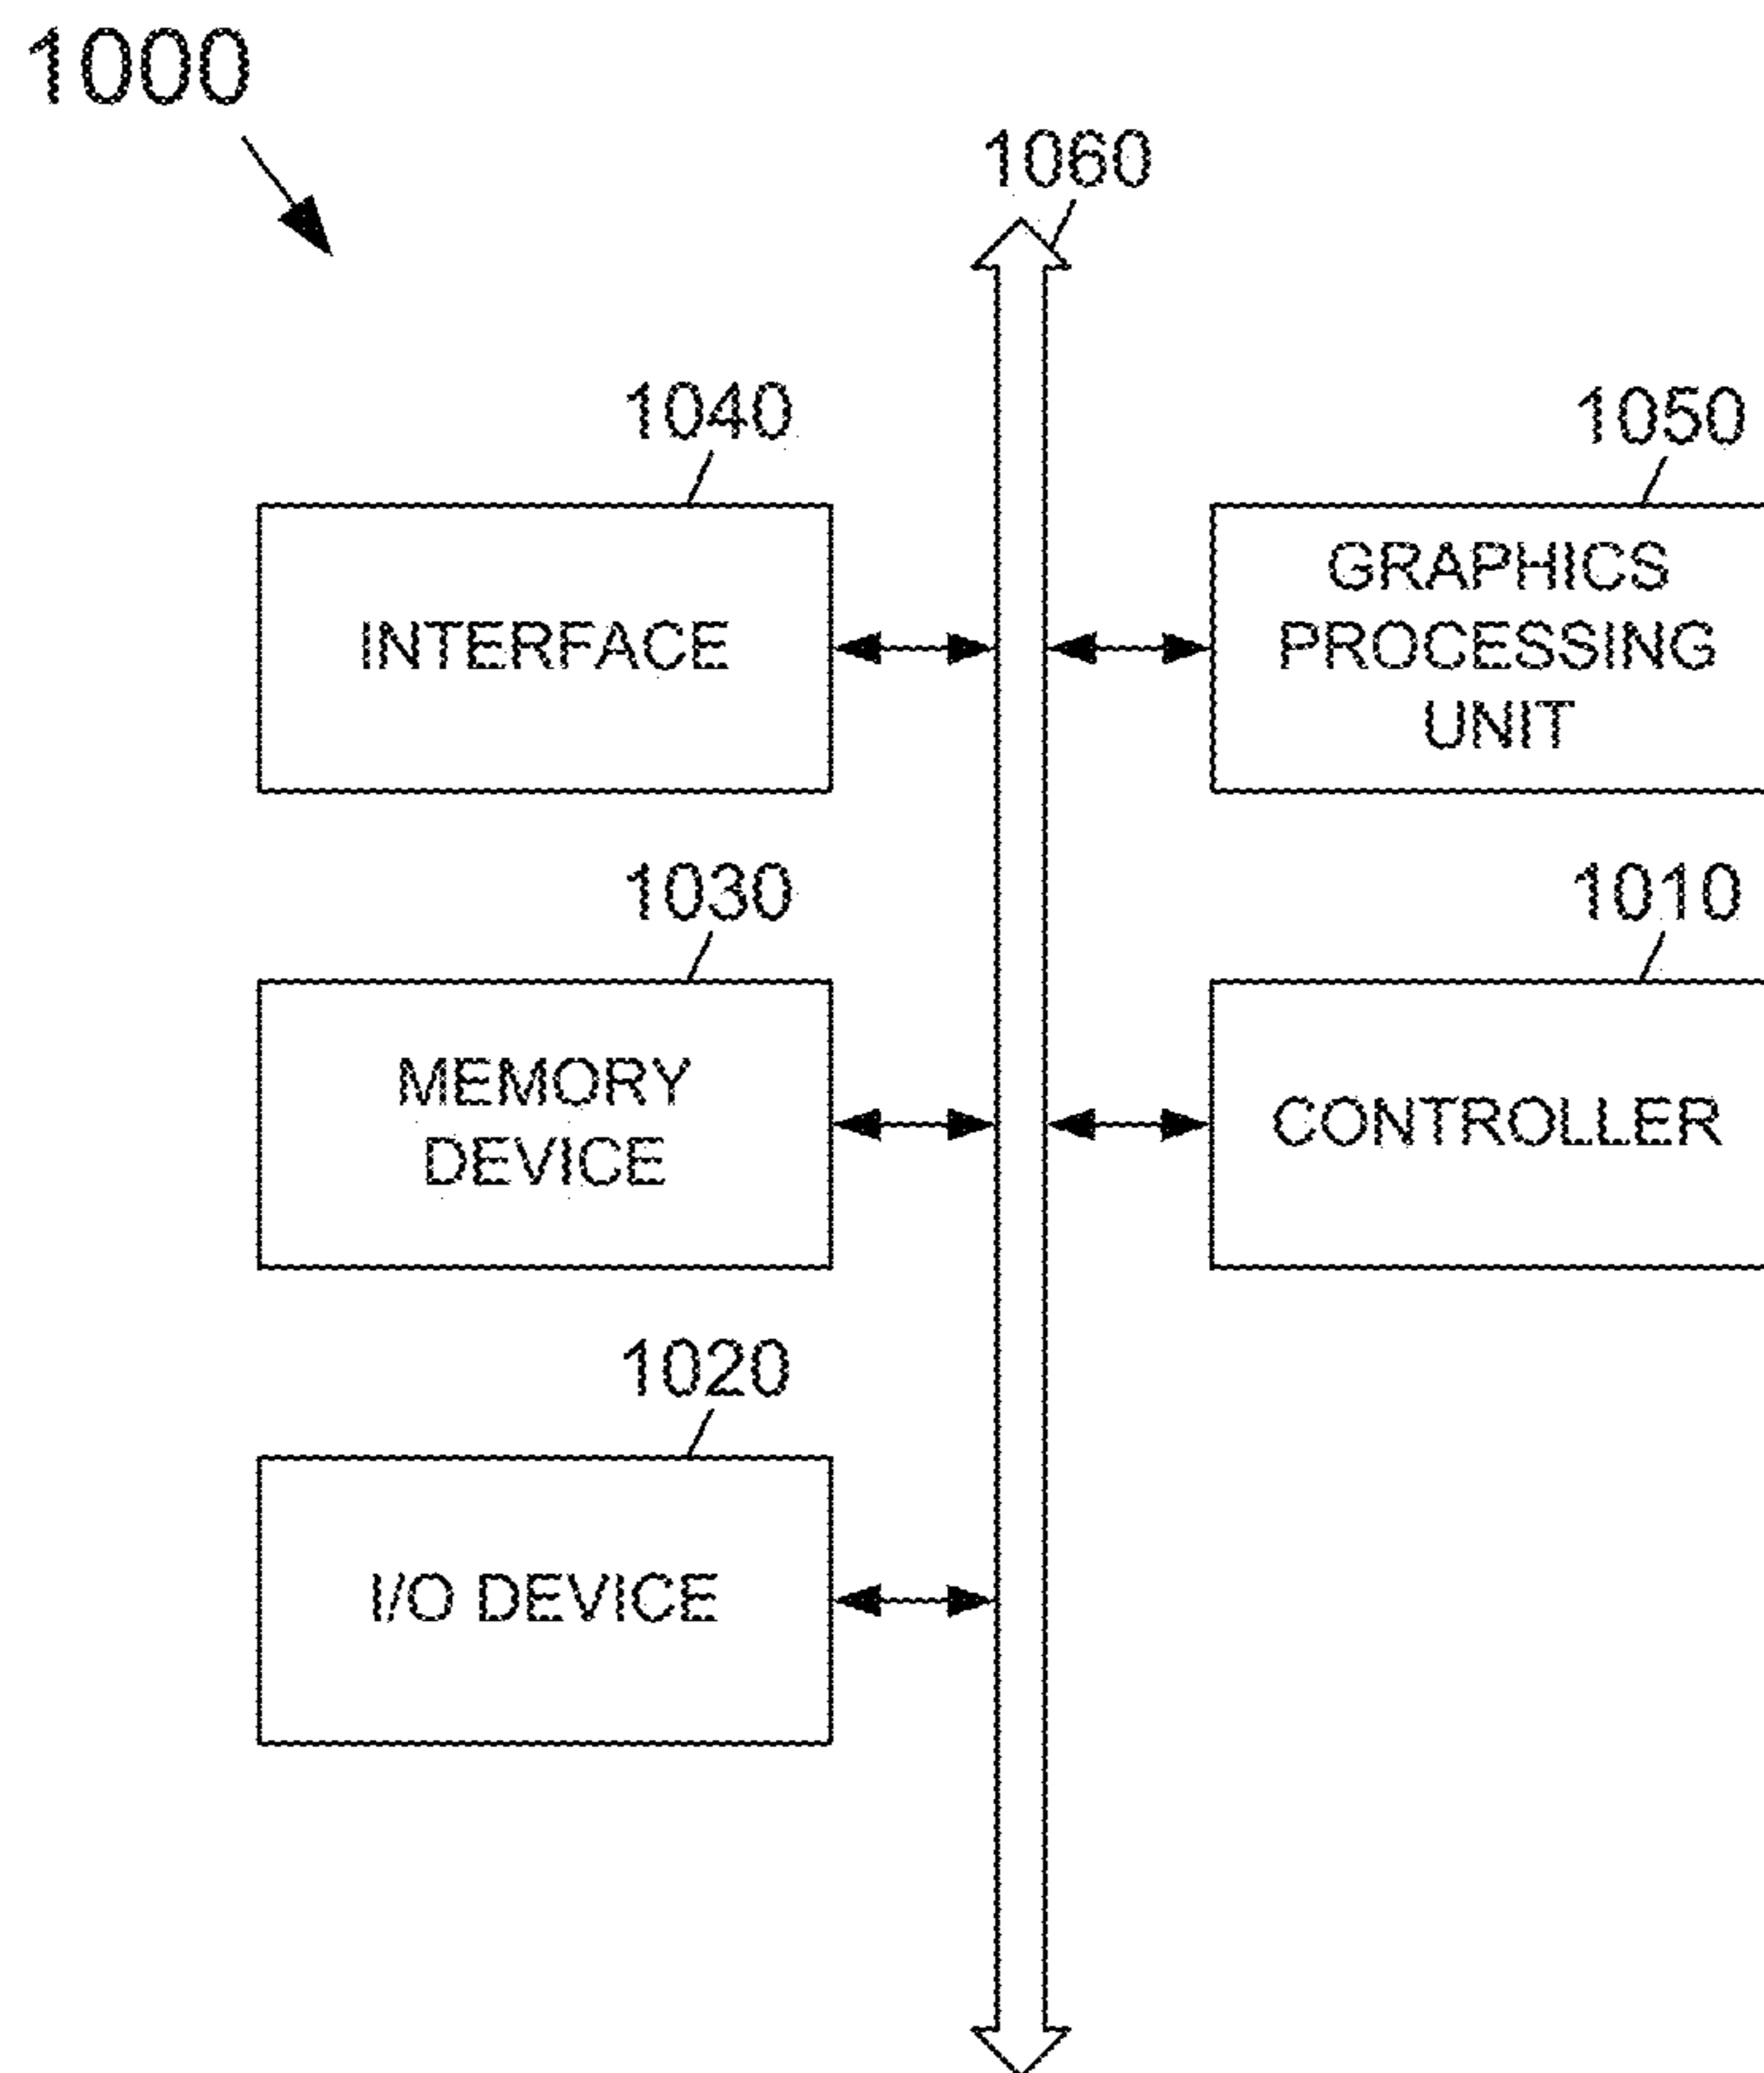 1000
1060
1040
1050
INTERFACE
GRAPHICS
PROCESSING
UNIT
1030
1010
MEMORY
DEVICE
CONTROLLER
1020
I/O DEVICE